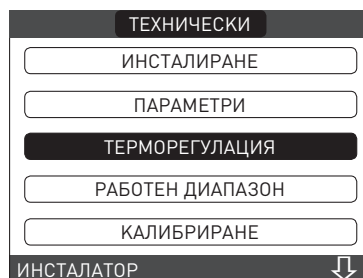 ТЕХНИЧЕСКИ
ИНСТАЛИРАНЕ
ПАРАМЕТРИ
ТЕРМОРЕГУЛАЦИЯ
РАБОТЕН ДИАПАЗОН
КАЛИБРИРАНЕ
ИНСТАЛАТОР